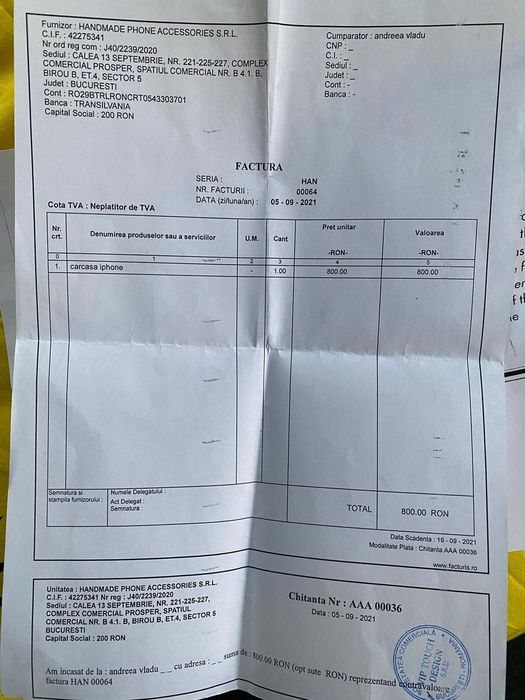 Furnizor : HANDMADE PHONE ACCESSORIES S.R.L.
C.I.F. : 42275341
Nr ord reg com : J40/2239/2020
Sediul : CALEA 13 SEPTEMBRIE, NR. 221-225-227, COMPLEX
COMERCIAL PROSPER, SPATIUL COMERCIAL NR. B 4.1. B,
BIROU B, ET.4, SECTOR 5
Judet : BUCURESTI
Cont : RO29BTRLRONCRT0543303701
Banca : TRANSILVANIA
Capital Social : 200 RON
Cumparator : andreea vladu
CNP : _
C.I. : _
Sediul : _
Judet : _
Cont : -
Banca : -
FACTURA
SERIA : HAN
NR. FACTURII : 00064
DATA (zi/luna/an) : 05 - 09 - 2021
Cota TVA : Neplatitor de TVA
Nr. crt. Denumirea produselor sau a serviciilor U.M. Cant Pret unitar -RON- Valoarea -RON-
0 1 2 3 4 5
1. carcasa iphone - 1.00 800.00 800.00
Semnatura si
stampila furnizorului :
Numele Delegatului :
Act Delegat :
Semnatura :
TOTAL 800.00 RON
Data Scadenta : 19 - 09 - 2021
Modalitate Plata : Chitanta AAA 00036
www.facturis.ro
Unitatea : HANDMADE PHONE ACCESSORIES S.R.L.
C.I.F. : 42275341 Nr reg : J40/2239/2020
Sediul : CALEA 13 SEPTEMBRIE, NR. 221-225-227,
COMPLEX COMERCIAL PROSPER, SPATIUL
COMERCIAL NR. B 4.1. B, BIROU B, ET.4, SECTOR 5
BUCURESTI
Capital Social : 200 RON
Chitanta Nr : AAA 00036
Data : 05 - 09 - 2021
Am incasat de la : andreea vladu _ _ cu adresa : _ _ suma de : 800.00 RON (opt sute RON) reprezentand contravaloare
factura HAN 00064
VIP TOUCH
DESIGN
S.R.L.